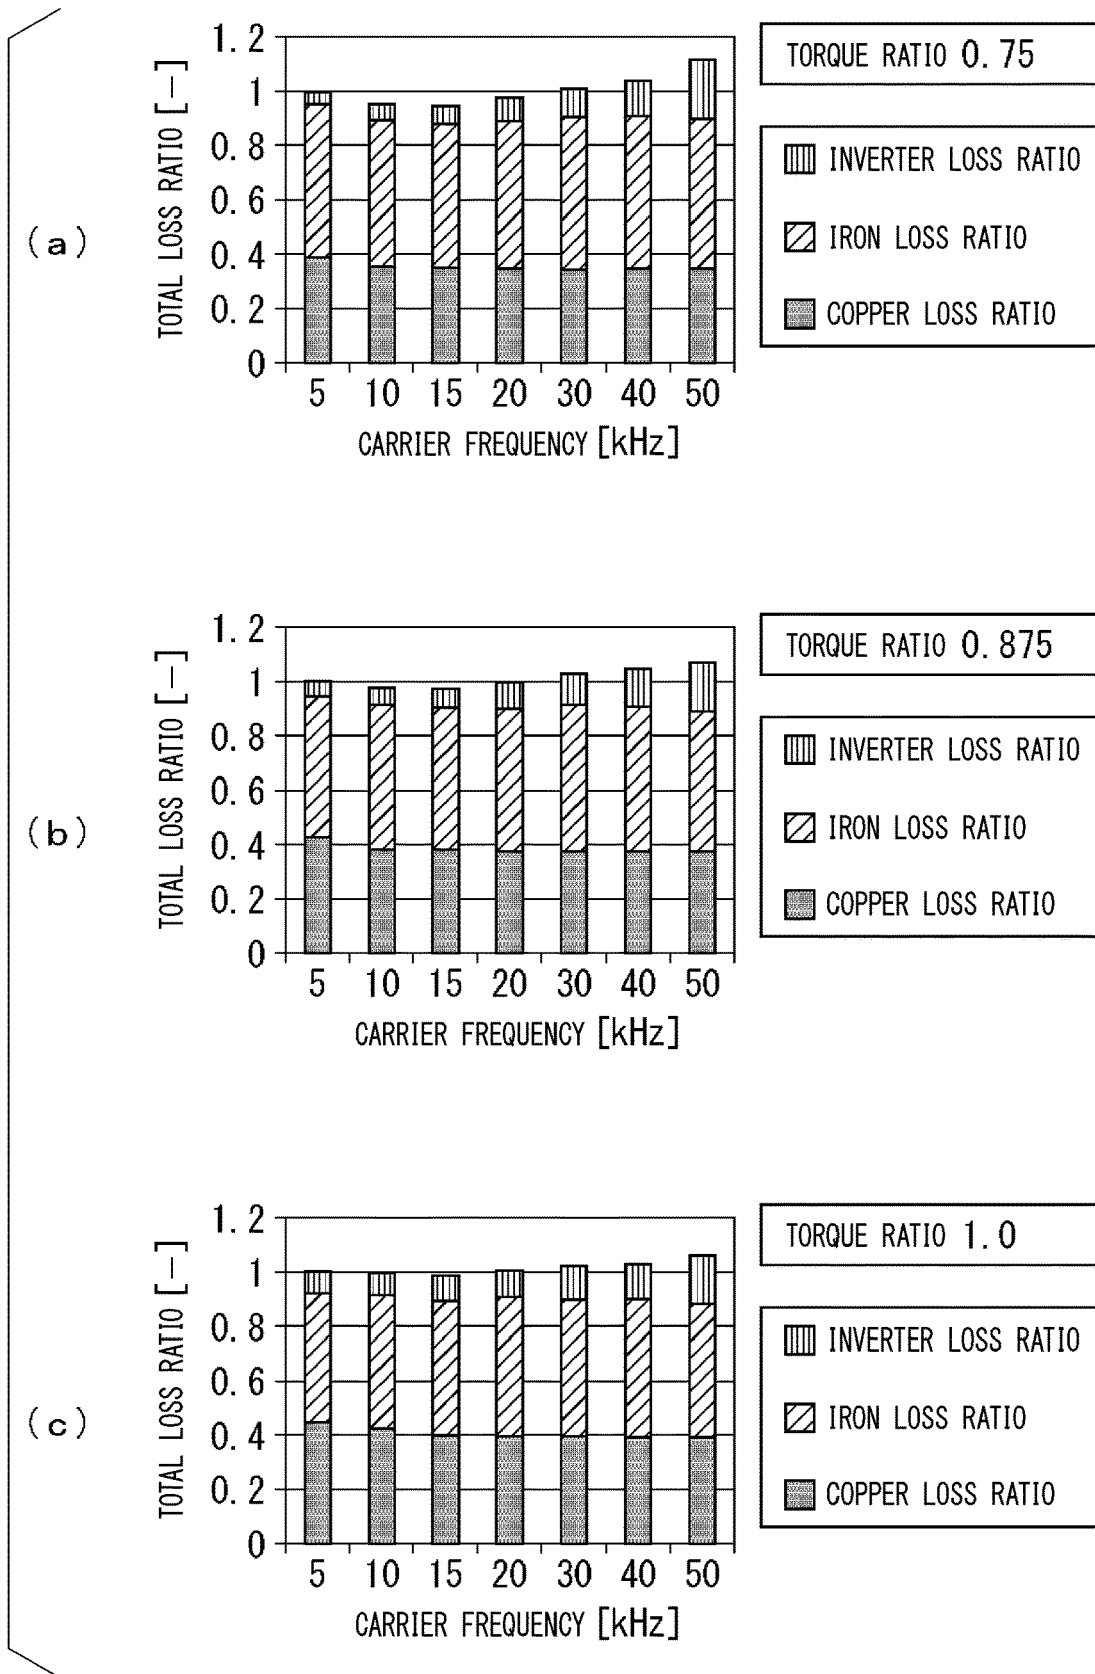 (a)
TOTAL LOSS RATIO [—]
1.2
1
0.8
0.6
0.4
0.2
0
5 10 15 20 30 40 50
CARRIER FREQUENCY [kHz]
TORQUE RATIO 0.75
INVERTER LOSS RATIO
IRON LOSS RATIO
COPPER LOSS RATIO
(b)
TOTAL LOSS RATIO [—]
1.2
1
0.8
0.6
0.4
0.2
0
5 10 15 20 30 40 50
CARRIER FREQUENCY [kHz]
TORQUE RATIO 0.875
INVERTER LOSS RATIO
IRON LOSS RATIO
COPPER LOSS RATIO
(c)
TOTAL LOSS RATIO [—]
1.2
1
0.8
0.6
0.4
0.2
0
5 10 15 20 30 40 50
CARRIER FREQUENCY [kHz]
TORQUE RATIO 1.0
INVERTER LOSS RATIO
IRON LOSS RATIO
COPPER LOSS RATIO